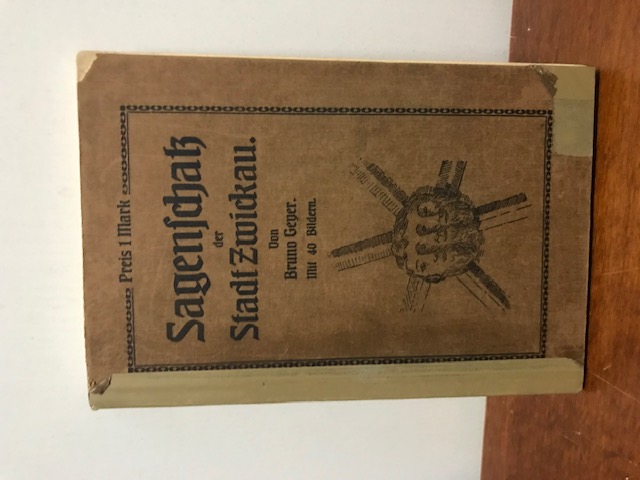 Preis 1 Mark
Sagenschatz
der
Stadt Zwickau.
Von
Bruno Geyer.
Mit 40 Bildern.